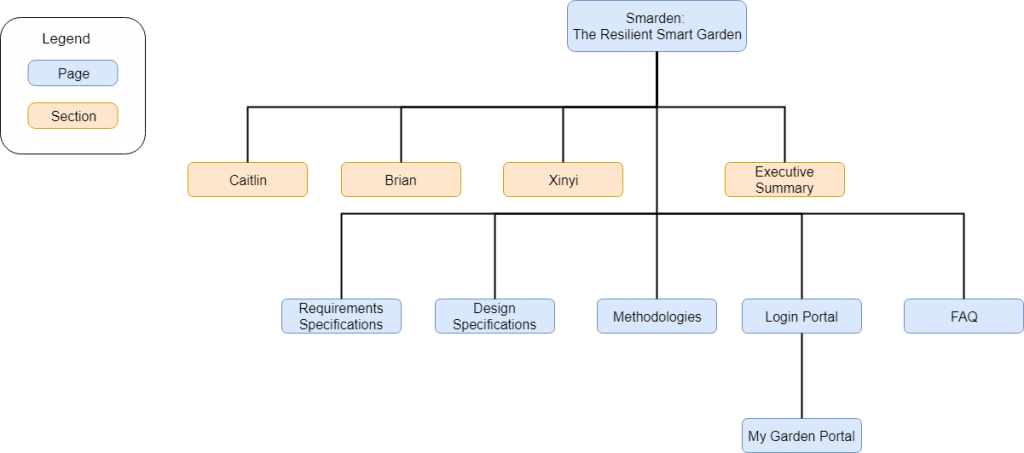 Smarden:
The Resilient Smart Garden
Legend
Page
Section
Caitlin
Brian
Xinyi
Executive
Summary
Requirements
Specifications
Design
Specifications
Methodologies
Login Portal
FAQ
My Garden Portal